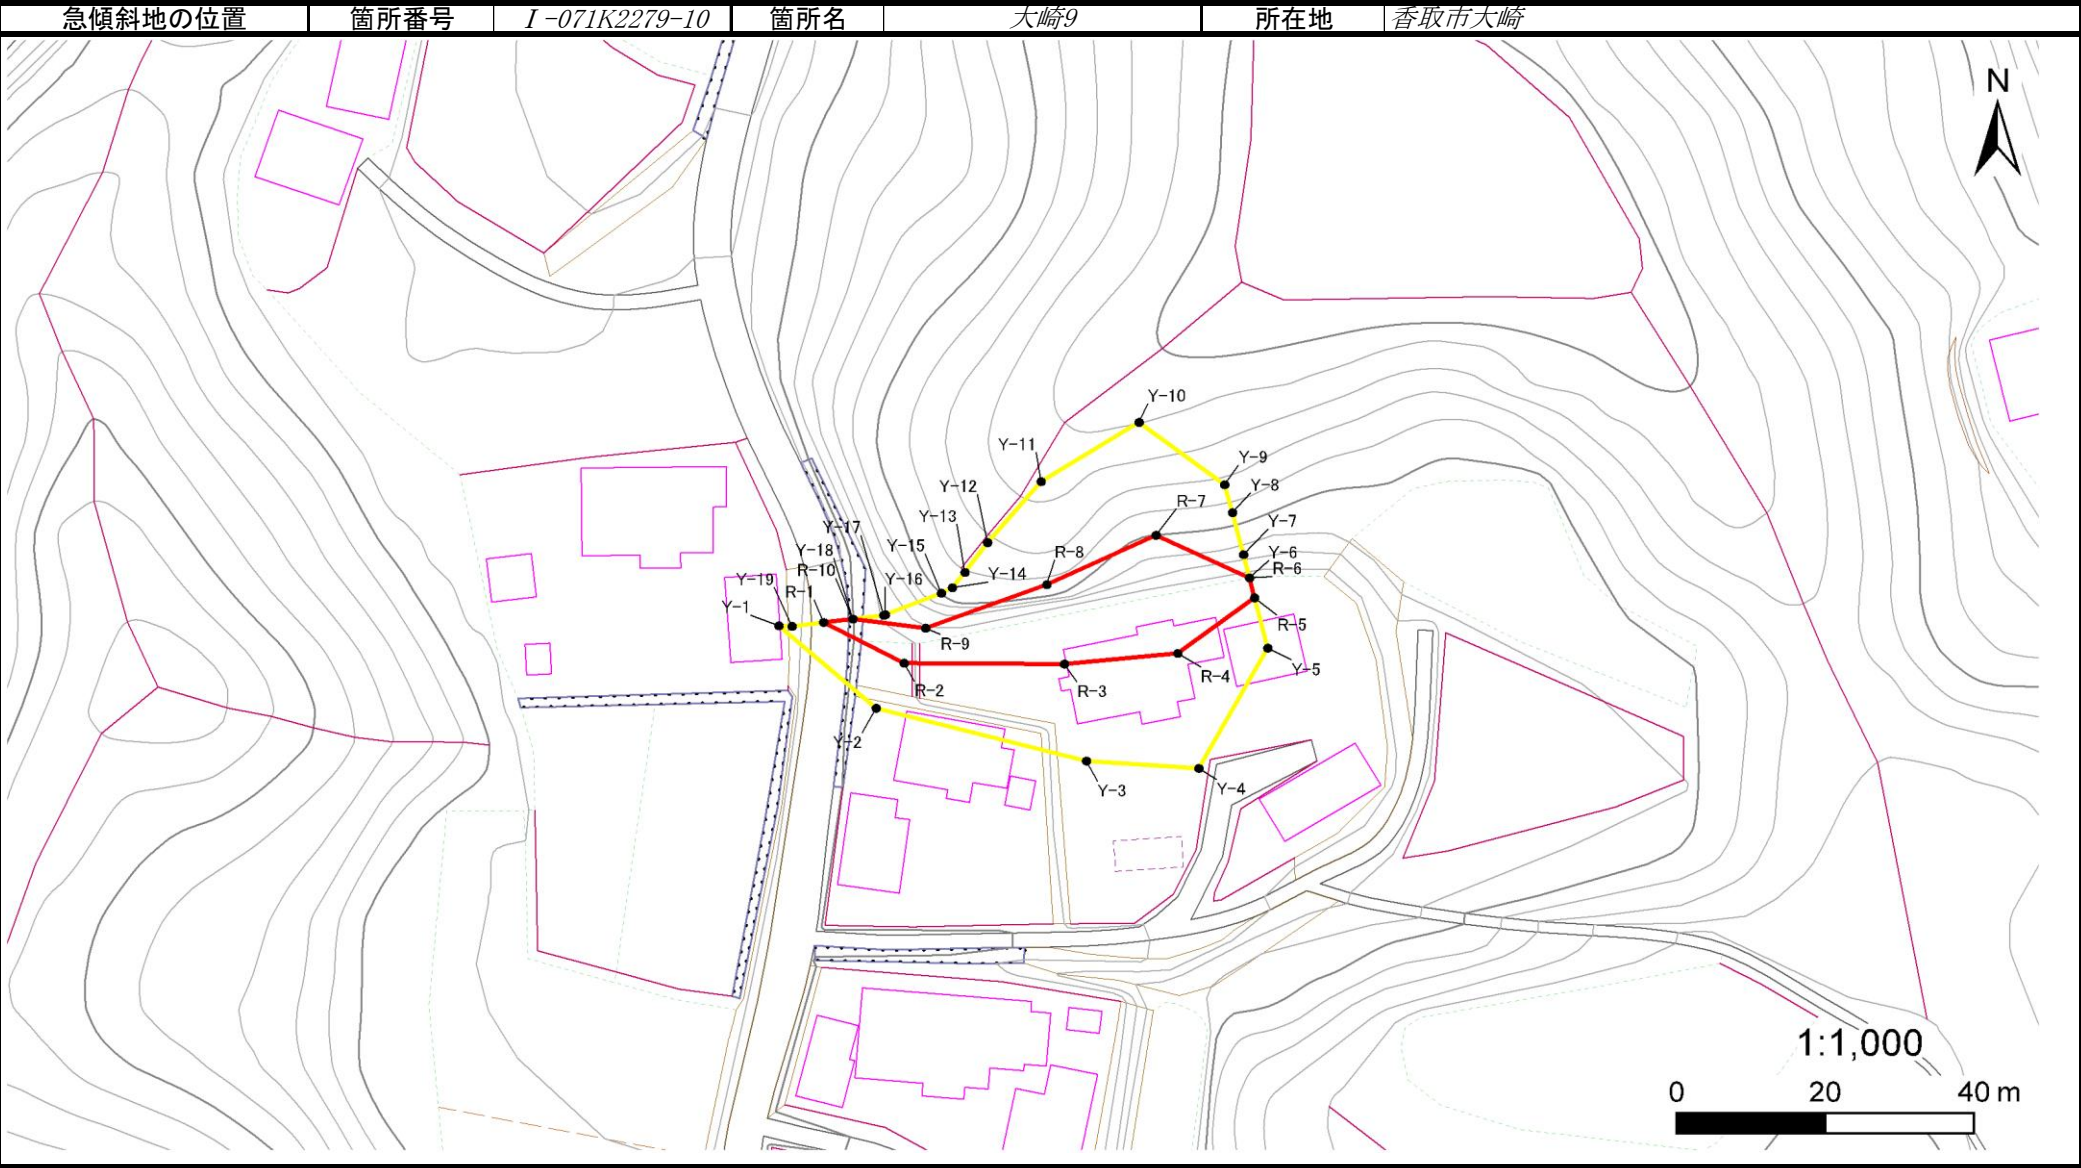 急傾斜地の位置 箇所番号 Ⅰ-071K2279-10 箇所名 大崎9 所在地 香取市大崎
N
Y-10
Y-11
Y-9
Y-12
Y-8
R-7
Y-13
Y-7
Y-17
Y-15
R-8
Y-6
Y-18
R-10
Y-14
R-6
Y-19
R-1
Y-16
Y-1
R-5
R-9
Y-5
R-4
R-2
R-3
Y-2
Y-3
Y-4
1:1,000
0 20 40 m